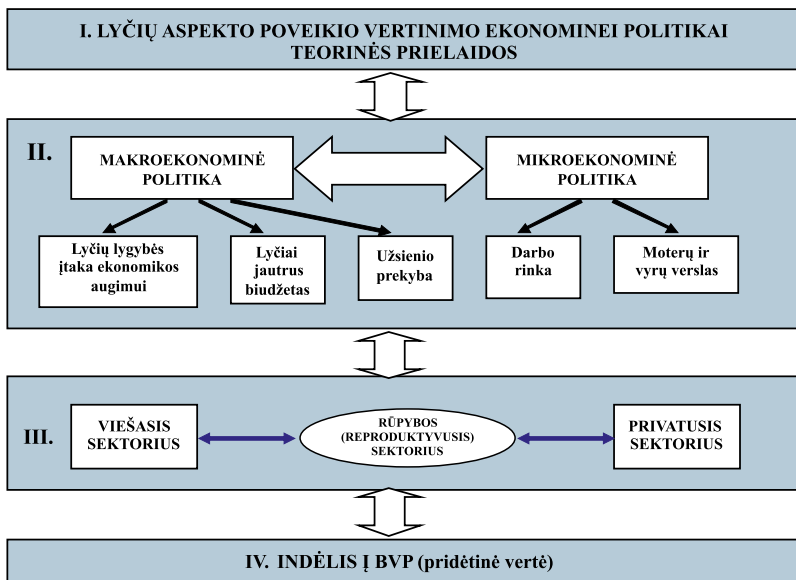 I. LYČIŲ ASPEKTO POVEIKIO VERTINIMO EKONOMINEI POLITIKAI
TEORINĖS PRIELAIDOS
II.
MAKROEKONOMINĖ
POLITIKA
MIKROEKONOMINĖ
POLITIKA
Lyčių lygybės
įtaka ekonomikos
augimui
Lyčiai
jautrus
biudžetas
Užsienio
prekyba
Darbo
rinka
Moterų ir
vyrų verslas
III.
VIEŠASIS
SEKTORIUS
RŪPYBOS
(REPRODUKTYVUSIS)
SEKTORIUS
PRIVATUSIS
SEKTORIUS
IV. INDĖLIS Į BVP (pridėtinė vertė)